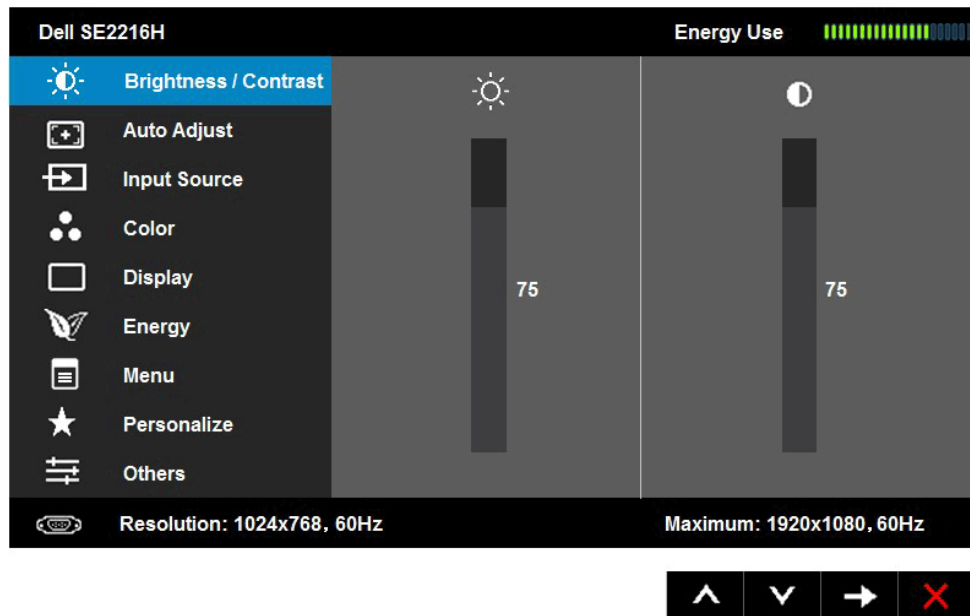 Dell SE2216H Energy Use
Brightness / Contrast
Auto Adjust
Input Source
Color
Display
75 75
Energy
Menu
Personalize
Others
Resolution: 1024x768, 60Hz Maximum: 1920x1080, 60Hz